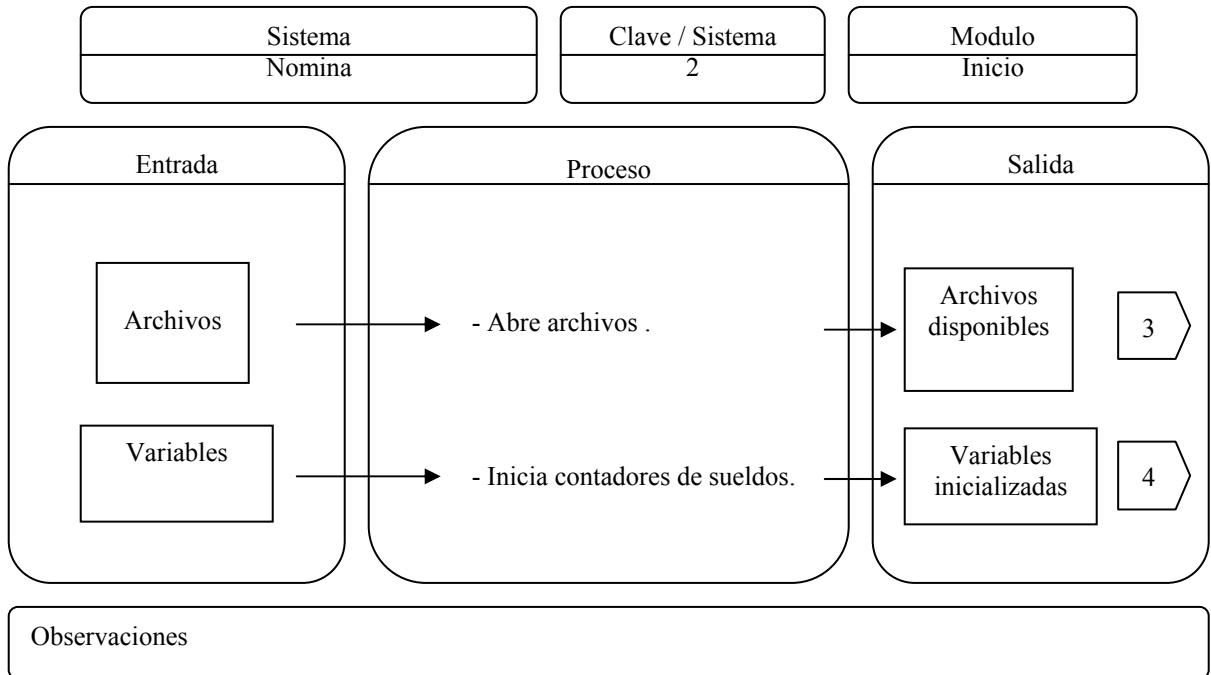 Sistema
Nomina
Clave / Sistema
2
Modulo
Inicio
Entrada
Proceso
Salida
Archivos
- Abre archivos .
Archivos
disponibles
3
Variables
- Inicia contadores de sueldos.
Variables
inicializadas
4
Observaciones